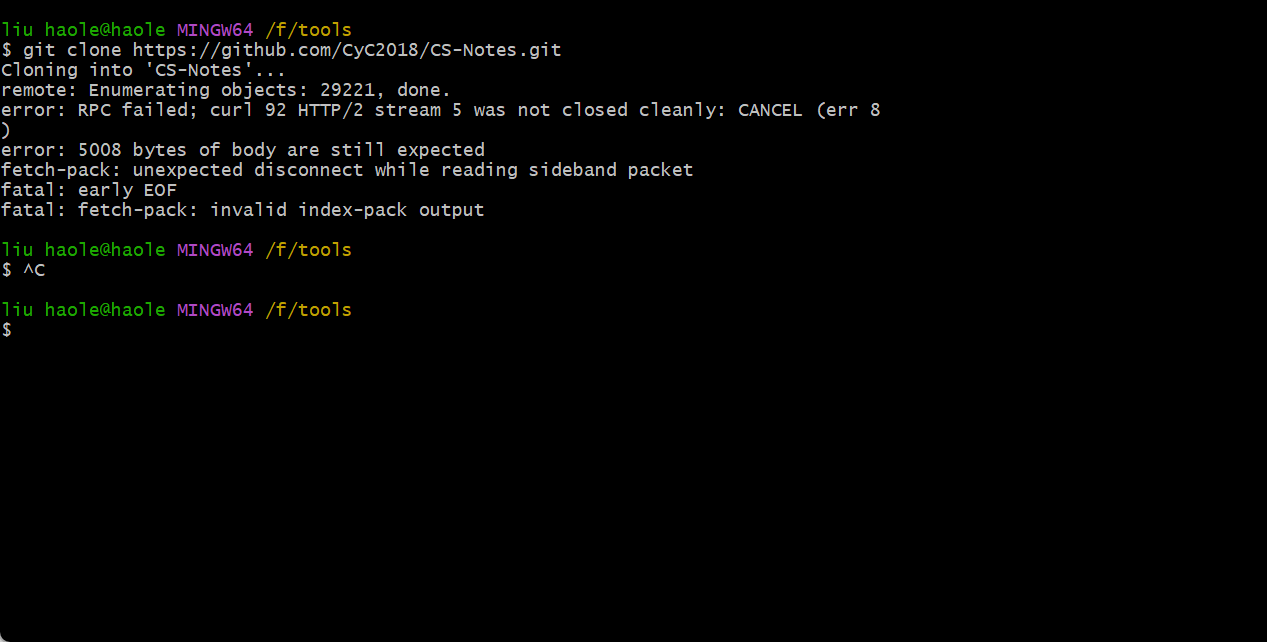 liu haole@haole MINGW64 /f/tools
$ git clone https://github.com/CyC2018/CS-Notes.git
Cloning into 'CS-Notes'...
remote: Enumerating objects: 29221, done.
error: RPC failed; curl 92 HTTP/2 stream 5 was not closed cleanly: CANCEL (err 8
)
error: 5008 bytes of body are still expected
fetch-pack: unexpected disconnect while reading sideband packet
fatal: early EOF
fatal: fetch-pack: invalid index-pack output
liu haole@haole MINGW64 /f/tools
$ ^C
liu haole@haole MINGW64 /f/tools
$